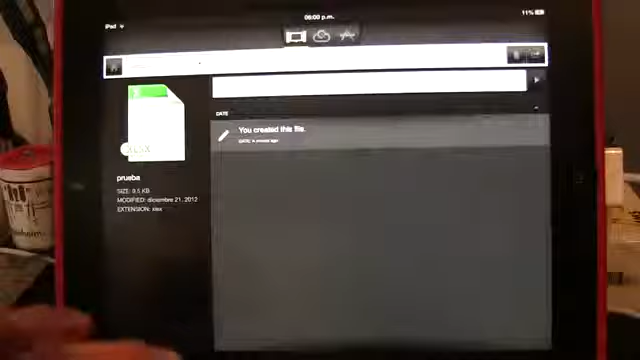 iPad
06:00 p.m.
11%
XLSX
prueba
SIZE: 9.5 KB
MODIFIED: diciembre 21, 2012
EXTENSION: xlsx
DATE
You created this file.